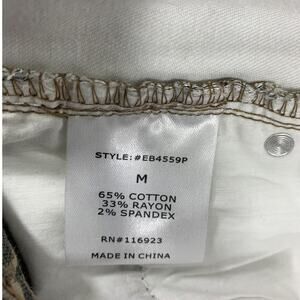 STYLE:#EB4559P
M
65% COTTON
33% RAYON
2% SPANDEX
RN#116923
MADE IN CHINA